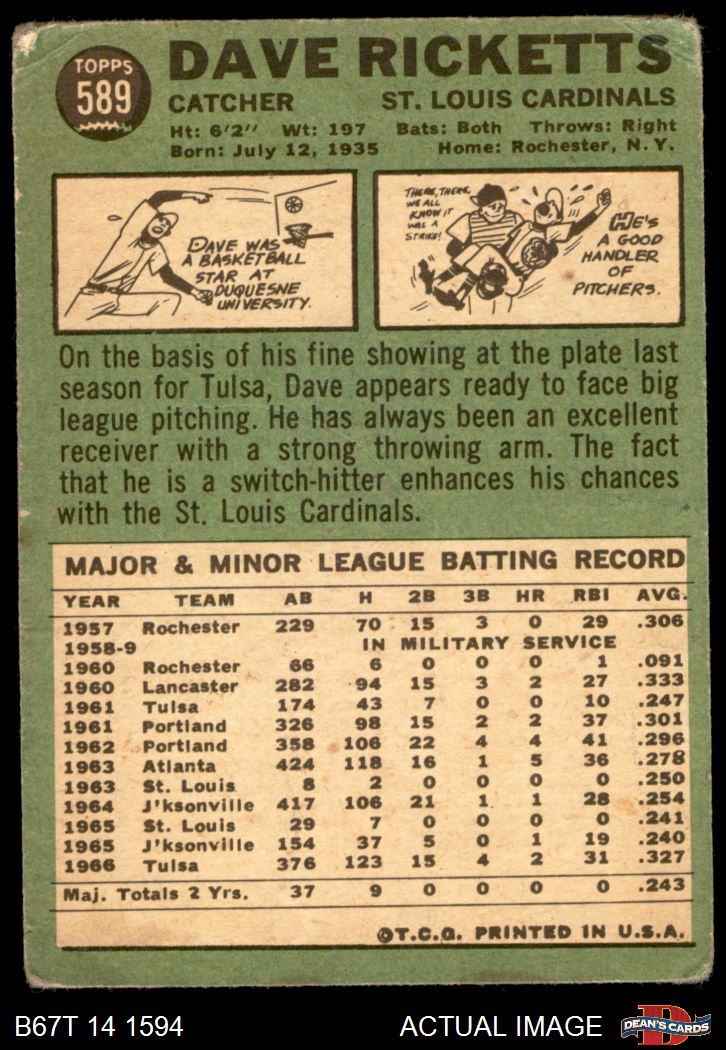 TOPPS
589
DAVE RICKETTS
CATCHER ST. LOUIS CARDINALS
Ht: 6'2" Wt: 197 Bats: Both Throws: Right
Born: July 12, 1935 Home: Rochester, N.Y.
DAVE WAS
A BASKETBALL
STAR AT
DUQUESNE
UNIVERSITY.
THERE, THERE,
WE ALL
KNOW IT
WAS A
STRIKE!
HE'S
A GOOD
HANDLER
OF
PITCHERS.
On the basis of his fine showing at the plate last
season for Tulsa, Dave appears ready to face big
league pitching. He has always been an excellent
receiver with a strong throwing arm. The fact
that he is a switch-hitter enhances his chances
with the St. Louis Cardinals.
MAJOR & MINOR LEAGUE BATTING RECORD
YEAR TEAM AB H 2B 3B HR RBI AVG.
1957 Rochester 229 70 15 3 0 29 .306
1958-9 IN MILITARY SERVICE
1960 Rochester 66 6 0 0 0 1 .091
1960 Lancaster 282 94 15 3 2 27 .333
1961 Tulsa 174 43 7 0 0 10 .247
1961 Portland 326 98 15 2 2 37 .301
1962 Portland 358 106 22 4 4 41 .296
1963 Atlanta 424 118 16 1 5 36 .278
1963 St. Louis 8 2 0 0 0 0 .250
1964 J'ksonville 417 106 21 1 1 28 .254
1965 St. Louis 29 7 0 0 0 0 .241
1965 J'ksonville 154 37 5 0 1 19 .240
1966 Tulsa 376 123 15 4 2 31 .327
Maj. Totals 2 Yrs. 37 9 0 0 0 0 .243
©T.C.G. PRINTED IN U.S.A.
B67T 14 1594 ACTUAL IMAGE
D
DEAN'S CARDS